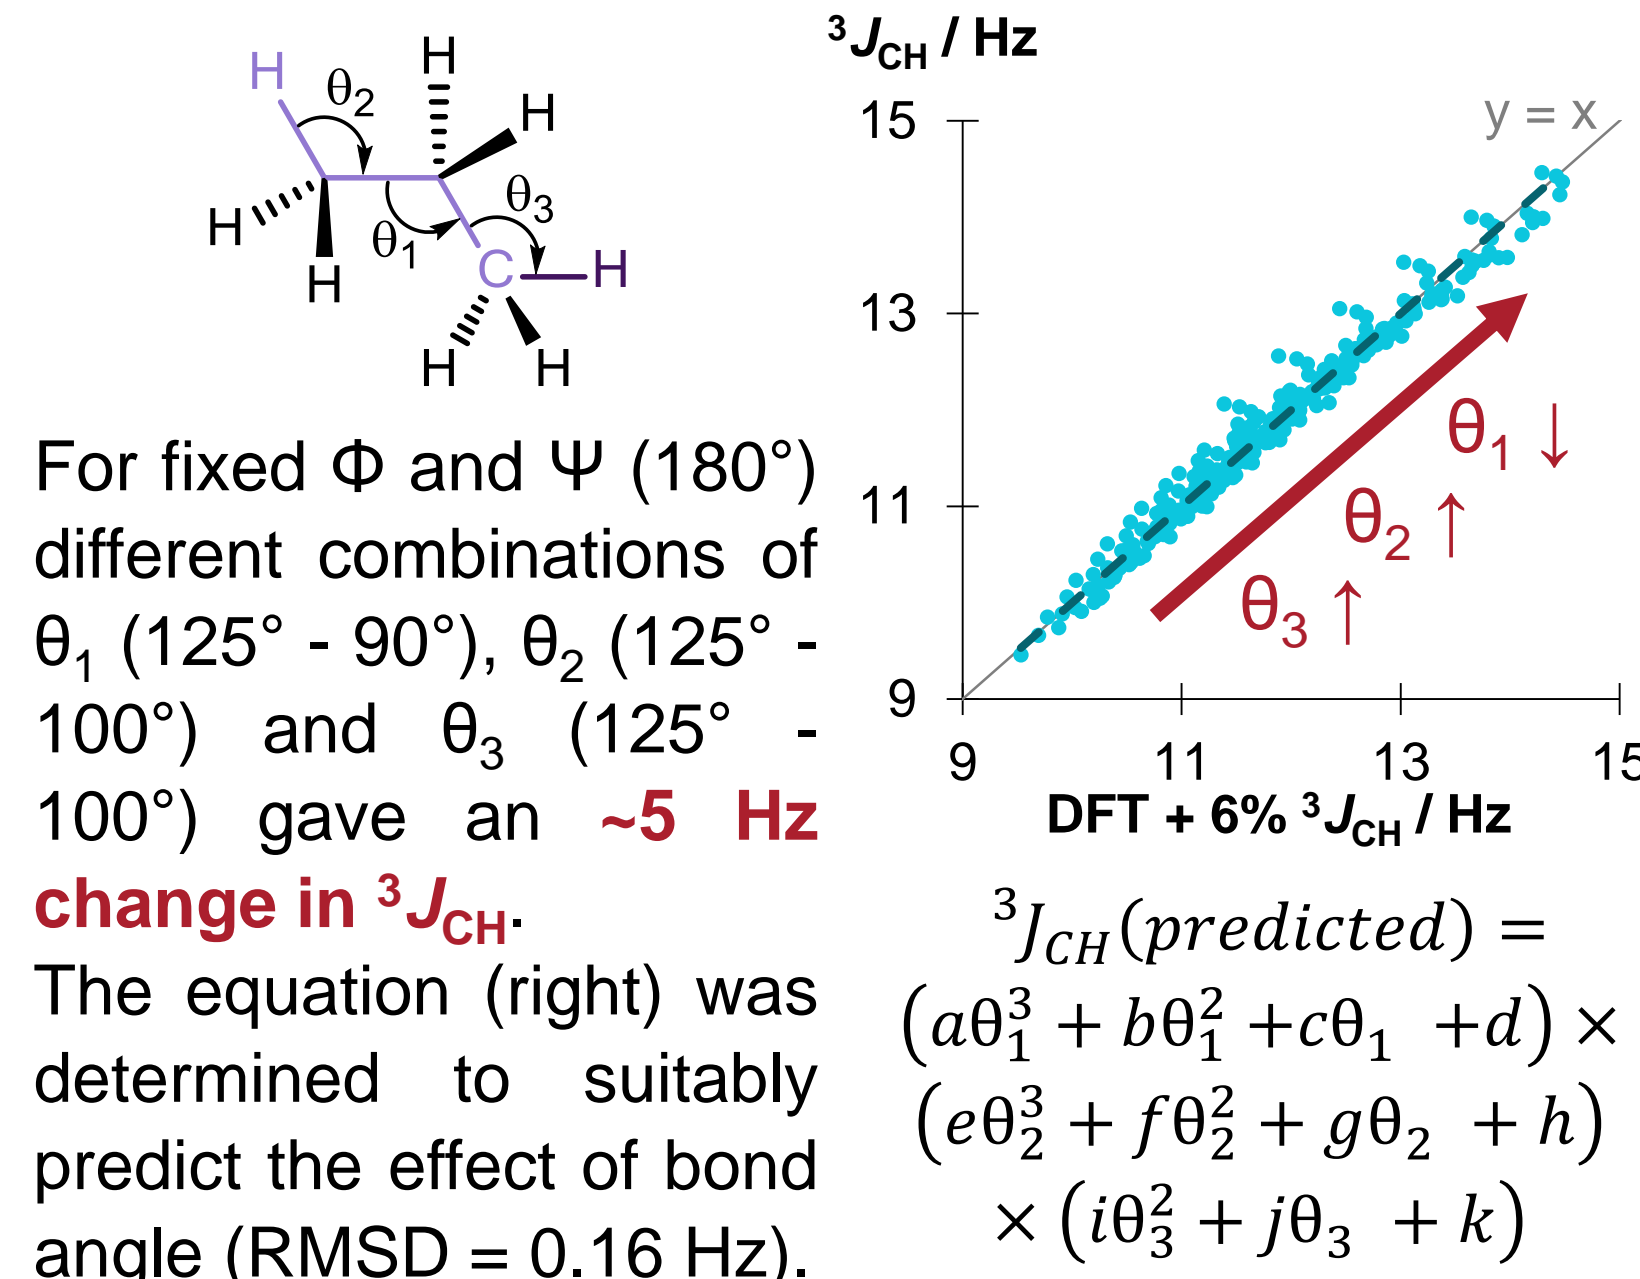 H
θ2
H
H
H
H
θ1
θ3
C
H
H
H
For fixed Φ and Ψ (180°)
different combinations of
θ1 (125° - 90°), θ2 (125° -
100°) and θ3 (125° -
100°) gave an ~5 Hz
change in ³JCH.
The equation (right) was
determined to suitably
predict the effect of bond
angle (RMSD = 0.16 Hz).
³JCH / Hz
15
13
11
9
y = x
θ1 ↓
θ2 ↑
θ3 ↑
9 11 13 15
DFT + 6% ³JCH / Hz
³JCH(predicted) =
(aθ1³ + bθ1² +cθ1 +d) ×
(eθ2³ + fθ2² + gθ2 + h)
× (iθ3² + jθ3 + k)